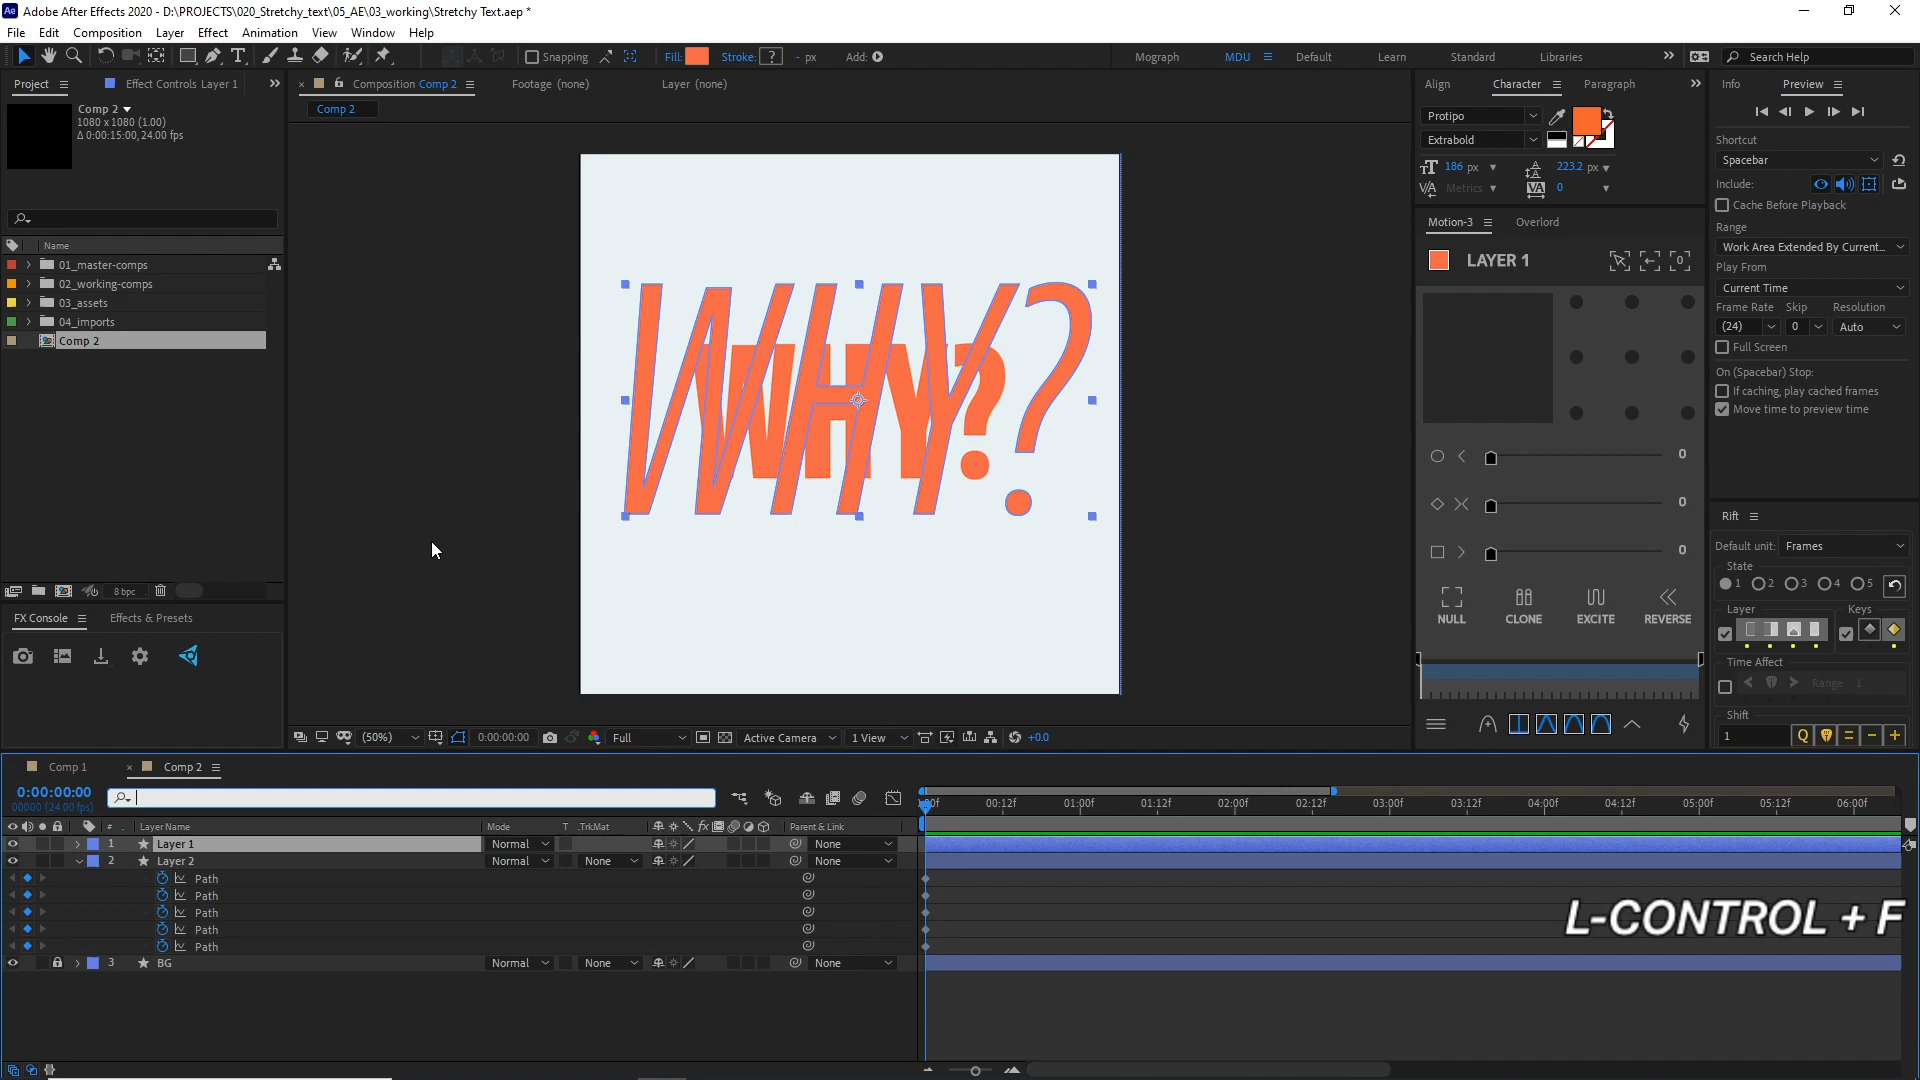 Adobe After Effects 2020 - D:\PROJECTS\020_Stretchy_text\05_AE\03_working\Stretchy Text.aep *
File Edit Composition Layer Effect Animation View Window Help
Snapping Fill: Stroke: ? - px Add: Mograph MDU Default Learn Standard Libraries Search Help
Project Effect Controls Layer 1 Composition Comp 2 Footage (none) Layer (none) Align Character Paragraph Info Preview
Comp 2
1080 x 1080 (1.00)
Δ 0:00:15:00, 24.00 fps
Comp 2
Protipo
Extrabold
186 px 223.2 px
Metrics 0
Shortcut
Spacebar
Include:
Cache Before Playback
Range
Work Area Extended By Current...
Play From
Current Time
Frame Rate Skip Resolution
(24) 0 Auto
Full Screen
On (Spacebar) Stop:
If caching, play cached frames
Move time to preview time
Name
01_master-comps
02_working-comps
03_assets
04_imports
Comp 2
WHY?
WHY?
Motion-3 Overlord
LAYER 1
0
0
0
NULL CLONE EXCITE REVERSE
Rift
Default unit: Frames
State
1 2 3 4 5
Layer Keys
Time Affect
Range 1
Shift
1 Q
8 bpc
FX Console Effects & Presets
(50%) 0:00:00:00 Full Active Camera 1 View +0.0
Comp 1 Comp 2
0:00:00:00
00000 (24.00 fps)
00f 00:12f 01:00f 01:12f 02:00f 02:12f 03:00f 03:12f 04:00f 04:12f 05:00f 05:12f 06:00f
# Layer Name Mode T .TrkMat fx Parent & Link
1 Layer 1 Normal None
2 Layer 2 Normal None None
Path
Path
Path
Path
Path
3 BG Normal None None
L-CONTROL + F